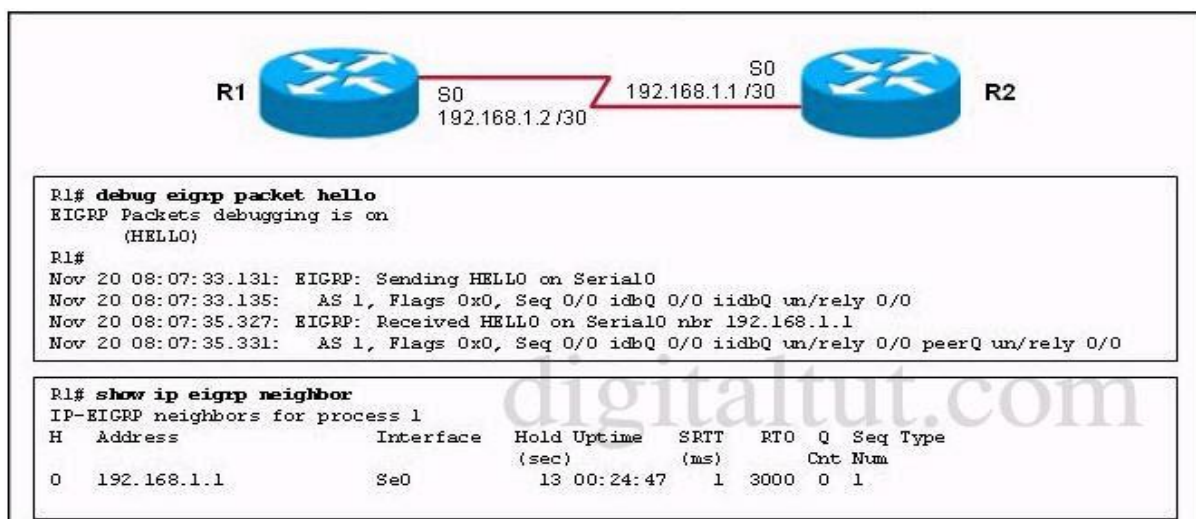 R1
S0
192.168.1.2 /30
S0
192.168.1.1 /30
R2
R1# debug eigrp packet hello
EIGRP Packets debugging is on
(HELLO)
R1#
Nov 20 08:07:33.131: EIGRP: Sending HELLO on Serial0
Nov 20 08:07:33.135: AS 1, Flags 0x0, Seq 0/0 idbQ 0/0 iidbQ un/rely 0/0
Nov 20 08:07:35.327: EIGRP: Received HELLO on Serial0 nbr 192.168.1.1
Nov 20 08:07:35.331: AS 1, Flags 0x0, Seq 0/0 idbQ 0/0 iidbQ un/rely 0/0 peerQ un/rely 0/0
digitaltut.com
R1# show ip eigrp neighbor
IP-EIGRP neighbors for process 1
H Address Interface Hold Uptime SRTT RTO Q Seq Type
(sec) (ms) Cnt Num
0 192.168.1.1 Se0 13 00:24:47 1 3000 0 1